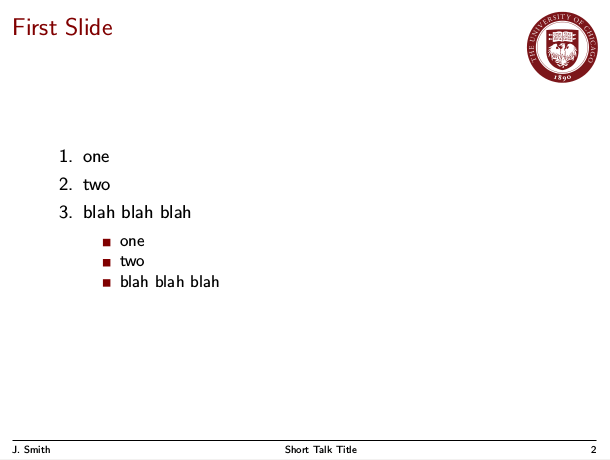 First Slide
THE UNIVERSITY OF CHICAGO
1890
1. one
2. two
3. blah blah blah
■ one
■ two
■ blah blah blah
J. Smith Short Talk Title 2